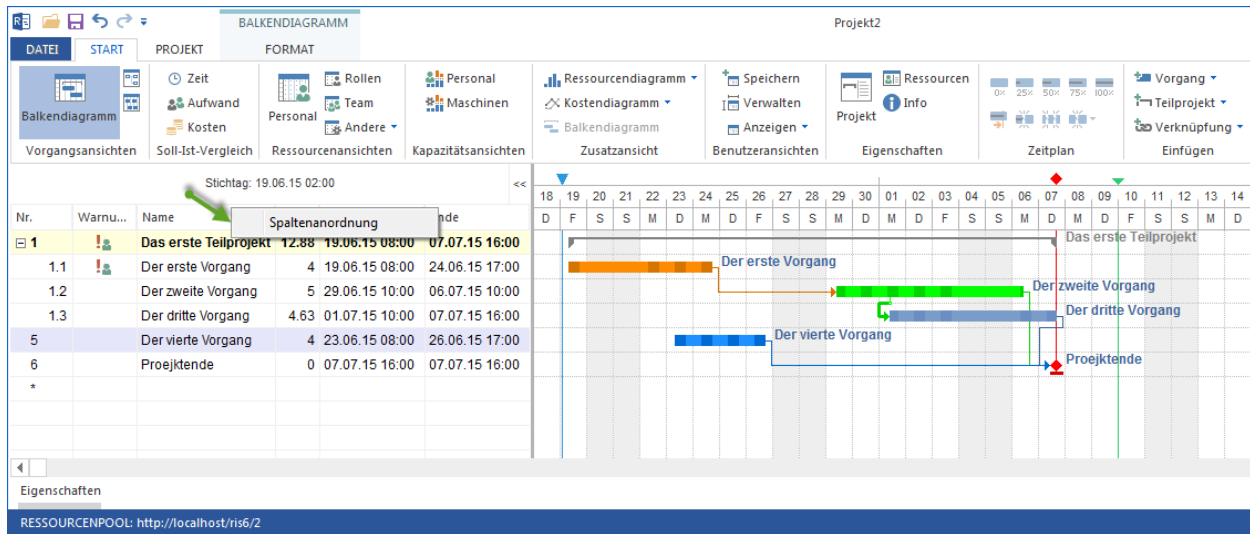 BALKENDIAGRAMM Projekt2
DATEI START PROJEKT FORMAT
Zeit Rollen Personal Ressourcendiagramm Speichern Ressourcen Vorgang
Aufwand Team Maschinen Kostendiagramm Verwalten Info 0% 25% 50% 75% 100% Teilprojekt
Balkendiagramm Kosten Personal Andere Balkendiagramm Anzeigen Projekt Verknüpfung
Vorgangsansichten Soll-Ist-Vergleich Ressourcenansichten Kapazitätsansichten Zusatzansicht Benutzeransichten Eigenschaften Zeitplan Einfügen
Stichtag: 19.06.15 02:00 <<
18 19 20 21 22 23 24 25 26 27 28 29 30 01 02 03 04 05 06 07 08 09 10 11 12 13 14
Nr. Warnu... Name Spaltenanordnung nde D F S S M D M D F S S M D M D F S S M D M D F S S M D
1 Das erste Teilprojekt 12.88 19.06.15 08:00 07.07.15 16:00 Das erste Teilprojekt
1.1 Der erste Vorgang 4 19.06.15 08:00 24.06.15 17:00 Der erste Vorgang
1.2 Der zweite Vorgang 5 29.06.15 10:00 06.07.15 10:00 Der zweite Vorgang
1.3 Der dritte Vorgang 4.63 01.07.15 10:00 07.07.15 16:00 Der dritte Vorgang
5 Der vierte Vorgang 4 23.06.15 08:00 26.06.15 17:00 Der vierte Vorgang
6 Proejktende 0 07.07.15 16:00 07.07.15 16:00 Proejktende
*
Eigenschaften
RESSOURCENPOOL: http://localhost/ris6/2